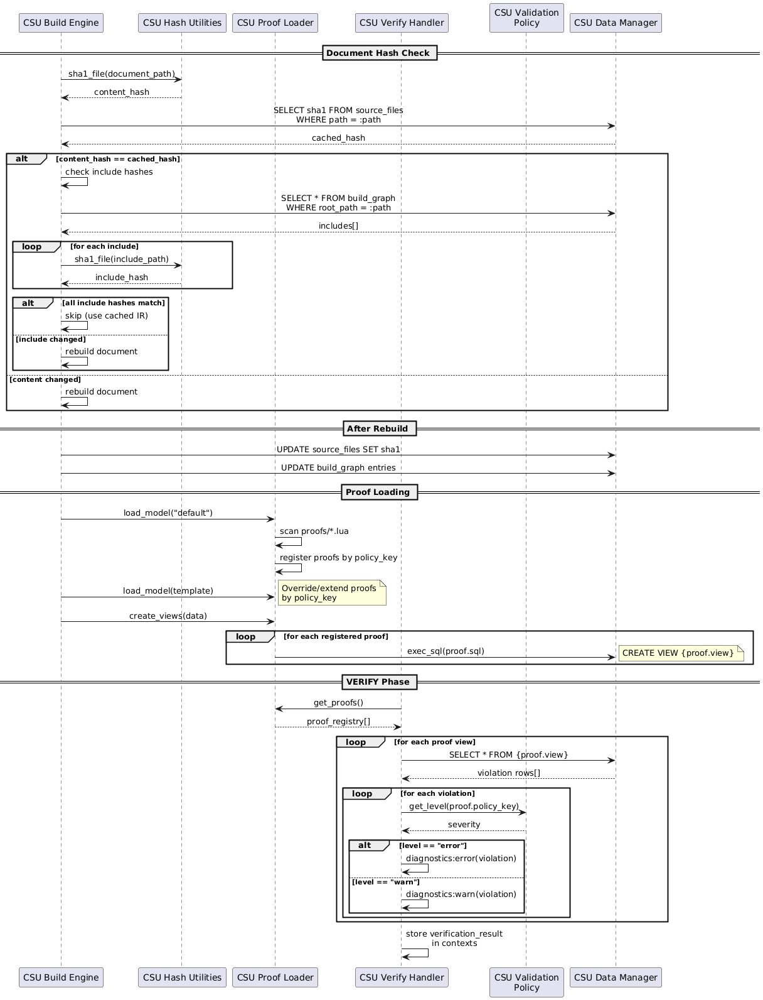 CSU Build Engine
CSU Hash Utilities
CSU Proof Loader
CSU Verify Handler
CSU Validation
Policy
CSU Data Manager
Document Hash Check
sha1_file(document_path)
content_hash
SELECT sha1 FROM source_files
WHERE path = :path
cached_hash
alt
[content_hash == cached_hash]
check include hashes
SELECT * FROM build_graph
WHERE root_path = :path
includes[]
loop
[for each include]
sha1_file(include_path)
include_hash
alt
[all include hashes match]
skip (use cached IR)
[include changed]
rebuild document
[content changed]
rebuild document
After Rebuild
UPDATE source_files SET sha1
UPDATE build_graph entries
Proof Loading
load_model("default")
scan proofs/*.lua
register proofs by policy_key
load_model(template)
Override/extend proofs
by policy_key
create_views(data)
loop
[for each registered proof]
exec_sql(proof.sql)
CREATE VIEW {proof.view}
VERIFY Phase
get_proofs()
proof_registry[]
loop
[for each proof view]
SELECT * FROM {proof.view}
violation rows[]
loop
[for each violation]
get_level(proof.policy_key)
severity
alt
[level == "error"]
diagnostics:error(violation)
[level == "warn"]
diagnostics:warn(violation)
store verification_result
in contexts
CSU Build Engine
CSU Hash Utilities
CSU Proof Loader
CSU Verify Handler
CSU Validation
Policy
CSU Data Manager